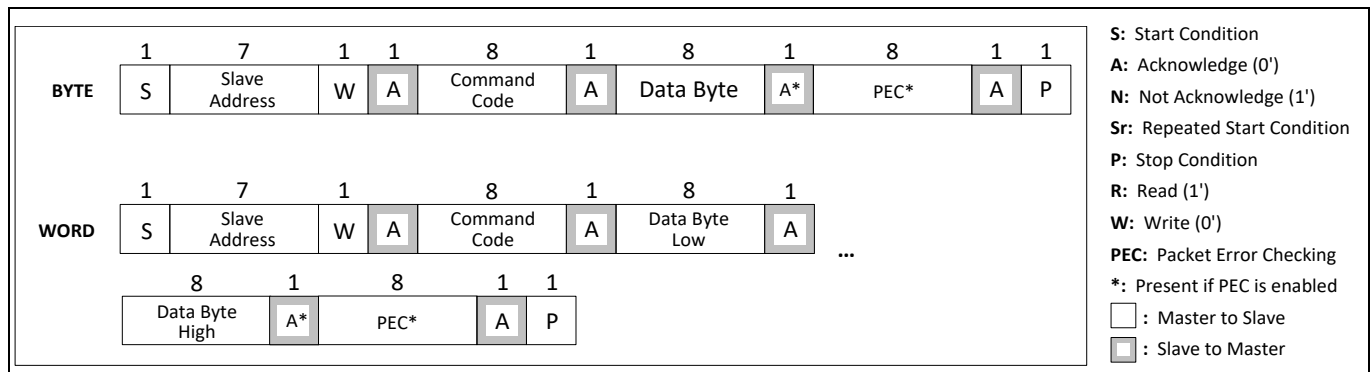 1 7 1 1 8 1 8 1 8 1 1
BYTE S Slave Address W A Command Code A Data Byte A* PEC* A P
1 7 1 8 1 8 1
WORD S Slave Address W A Command Code A Data Byte Low A ...
8 1 8 1 1
Data Byte High A* PEC* A P
S: Start Condition
A: Acknowledge (0')
N: Not Acknowledge (1')
Sr: Repeated Start Condition
P: Stop Condition
R: Read (1')
W: Write (0')
PEC: Packet Error Checking
*: Present if PEC is enabled
: Master to Slave
: Slave to Master